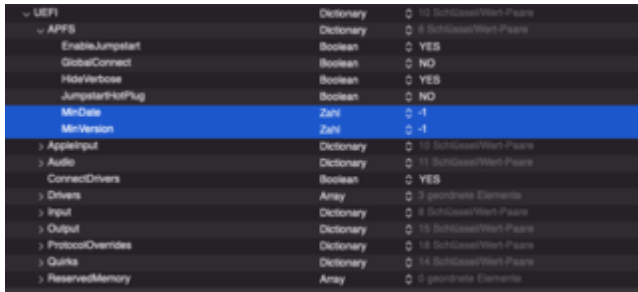 UEFI Dictionary 10 Schlüssel/Wert-Paare
APFS Dictionary 6 Schlüssel/Wert-Paare
EnableJumpstart Boolean YES
GlobalConnect Boolean NO
HideVerbose Boolean YES
JumpstartHotPlug Boolean NO
MinDate Zahl -1
MinVersion Zahl -1
AppleInput Dictionary 10 Schlüssel/Wert-Paare
Audio Dictionary 11 Schlüssel/Wert-Paare
ConnectDrivers Boolean YES
Drivers Array 3 geordnete Elemente
Input Dictionary 8 Schlüssel/Wert-Paare
Output Dictionary 15 Schlüssel/Wert-Paare
ProtocolOverrides Dictionary 18 Schlüssel/Wert-Paare
Quirks Dictionary 14 Schlüssel/Wert-Paare
ReservedMemory Array 0 geordnete Elemente